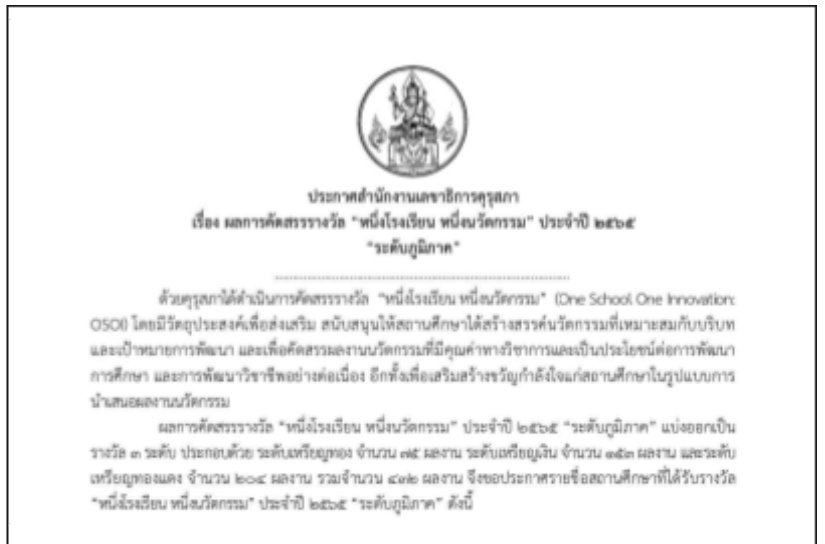 ประกาศสำนักงานเลขาธิการคุรุสภา
เรื่อง ผลการคัดสรรรางวัล “หนึ่งโรงเรียน หนึ่งนวัตกรรม” ประจำปี ๒๕๖๕
“ระดับภูมิภาค”
ด้วยคุรุสภาได้ดำเนินการคัดสรรรางวัล “หนึ่งโรงเรียน หนึ่งนวัตกรรม” (One School One Innovation:
OSOI) โดยมีวัตถุประสงค์เพื่อส่งเสริม สนับสนุนให้สถานศึกษาได้สร้างสรรค์นวัตกรรมที่เหมาะสมกับบริบท
และเป้าหมายการพัฒนา และเพื่อคัดสรรผลงานนวัตกรรมที่มีคุณค่าทางวิชาการและเป็นประโยชน์ต่อการพัฒนา
การศึกษา และการพัฒนาวิชาชีพอย่างต่อเนื่อง อีกทั้งเพื่อเสริมสร้างขวัญกำลังใจแก่สถานศึกษาในรูปแบบการ
นำเสนอผลงานนวัตกรรม
ผลการคัดสรรรางวัล “หนึ่งโรงเรียน หนึ่งนวัตกรรม” ประจำปี ๒๕๖๕ “ระดับภูมิภาค” แบ่งออกเป็น
รางวัล ๓ ระดับ ประกอบด้วย ระดับเหรียญทอง จำนวน ๗๕ ผลงาน ระดับเหรียญเงิน จำนวน ๑๕๓ ผลงาน และระดับ
เหรียญทองแดง จำนวน ๒๐๔ ผลงาน รวมจำนวน ๔๓๒ ผลงาน จึงขอประกาศรายชื่อสถานศึกษาที่ได้รับรางวัล
“หนึ่งโรงเรียน หนึ่งนวัตกรรม” ประจำปี ๒๕๖๕ “ระดับภูมิภาค” ดังนี้